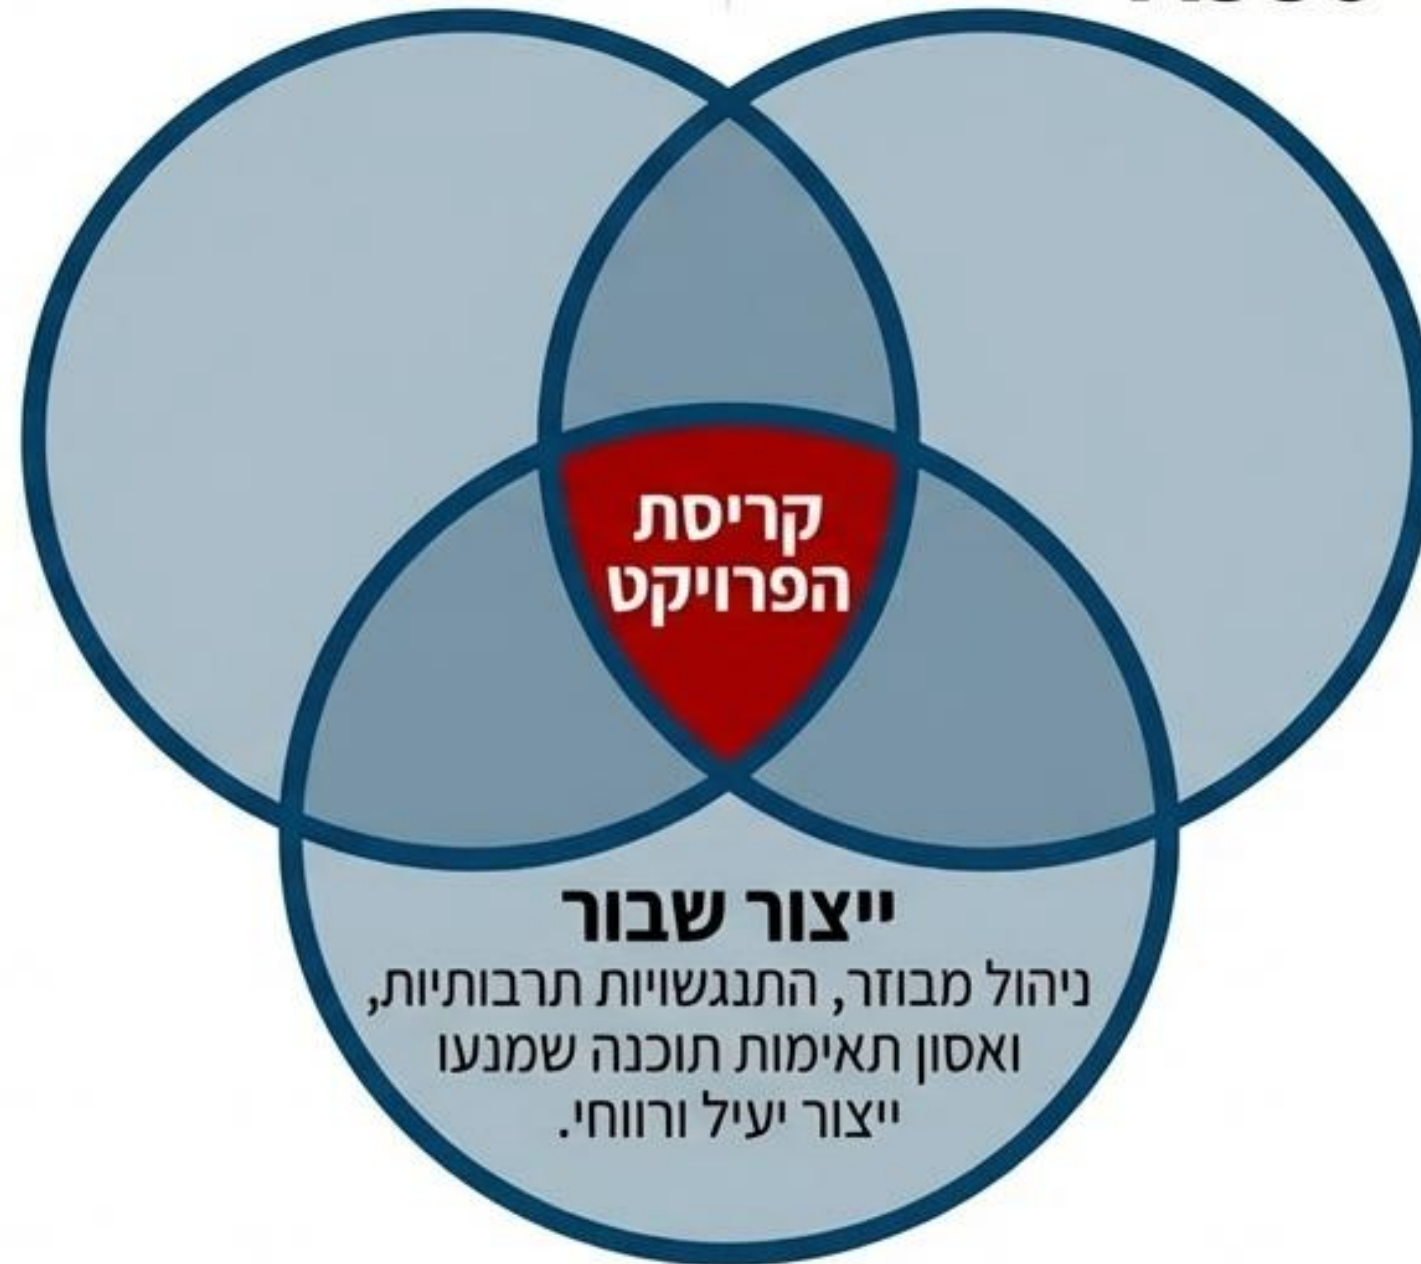 קריסת
הפרויקט
ייצור שבור
ניהול מבוזר, התנגשויות תרבותיות,
ואסון תאימות תוכנה שמנעו
ייצור יעיל ורווחי.